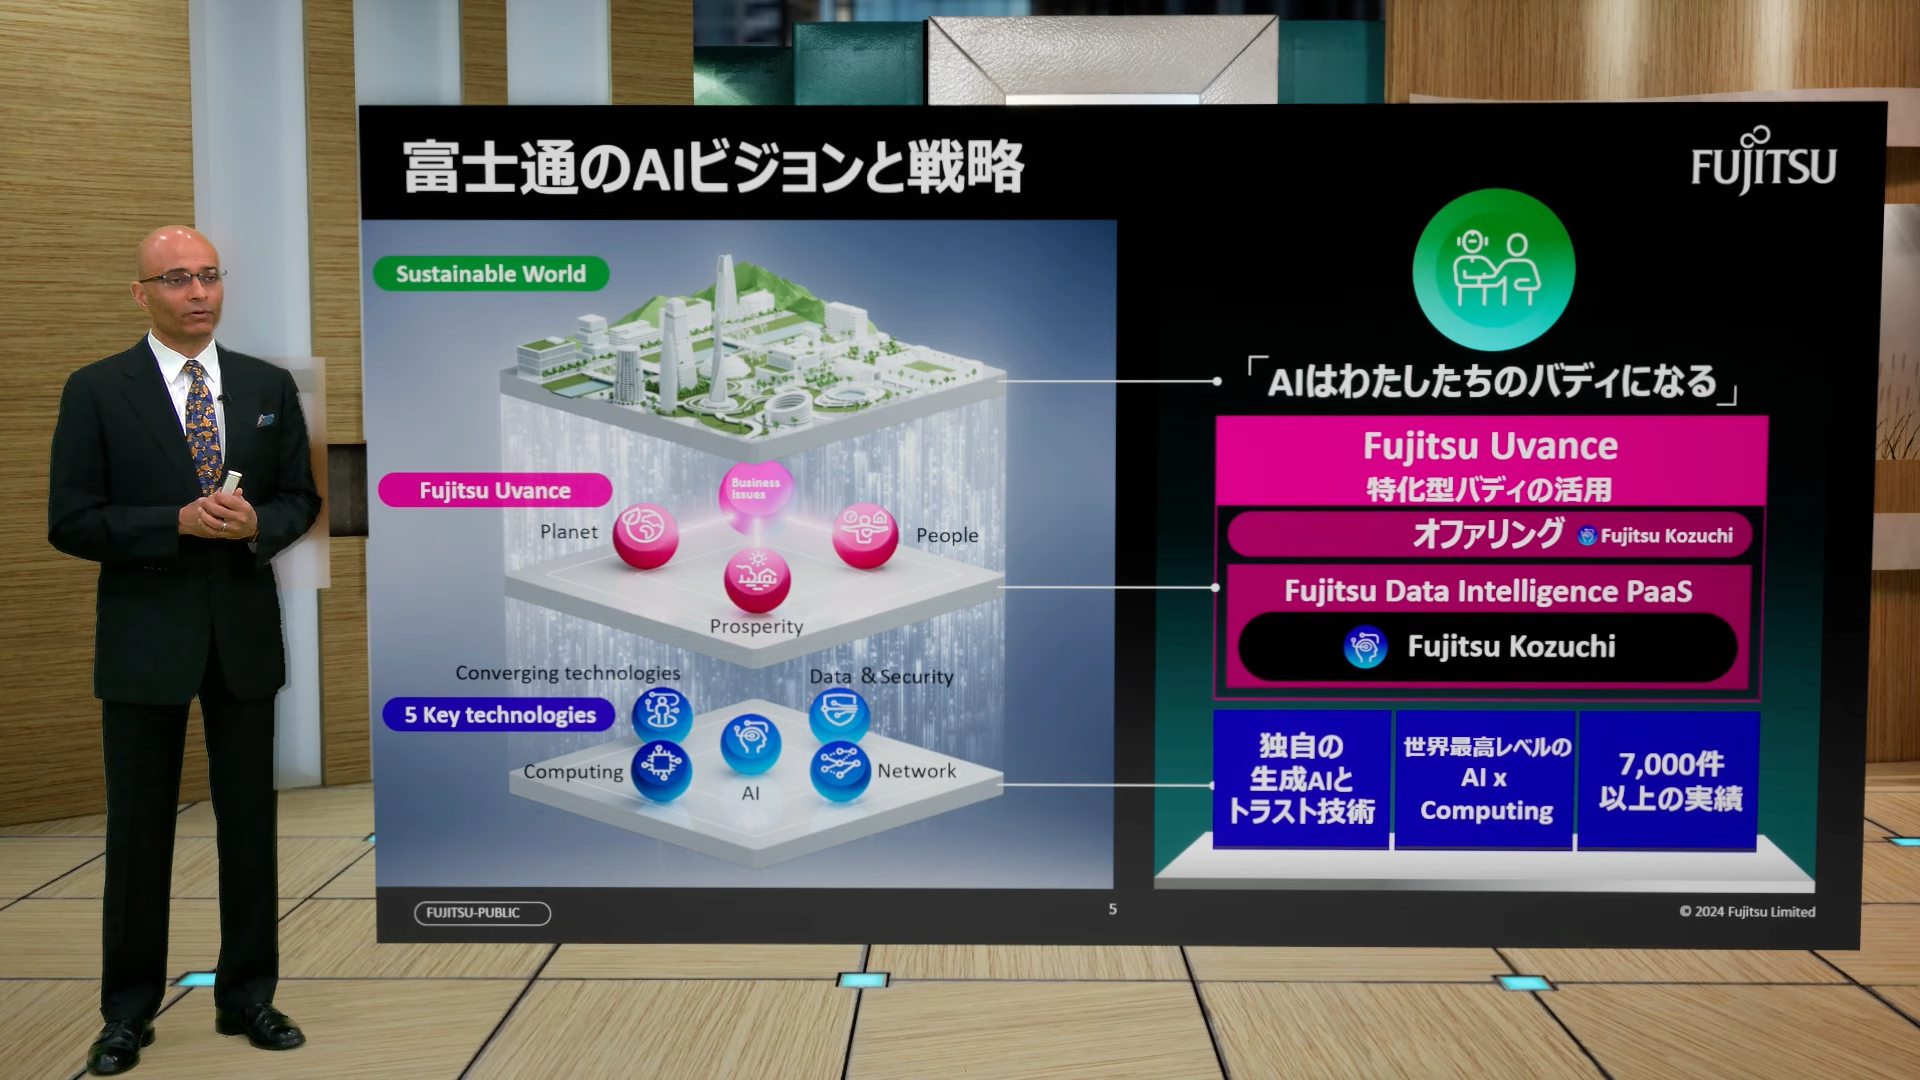 富士通のAIビジョンと戦略
FUJITSU
Sustainable World
Fujitsu Uvance
Business
Issues
Planet
People
Prosperity
Converging technologies
Data & Security
5 Key technologies
Computing
AI
Network
「AIはわたしたちのバディになる」
Fujitsu Uvance
特化型バディの活用
オファリング Fujitsu Kozuchi
Fujitsu Data Intelligence PaaS
Fujitsu Kozuchi
独自の
生成AIと
トラスト技術
世界最高レベルの
AI x
Computing
7,000件
以上の実績
FUJITSU-PUBLIC
5
© 2024 Fujitsu Limited